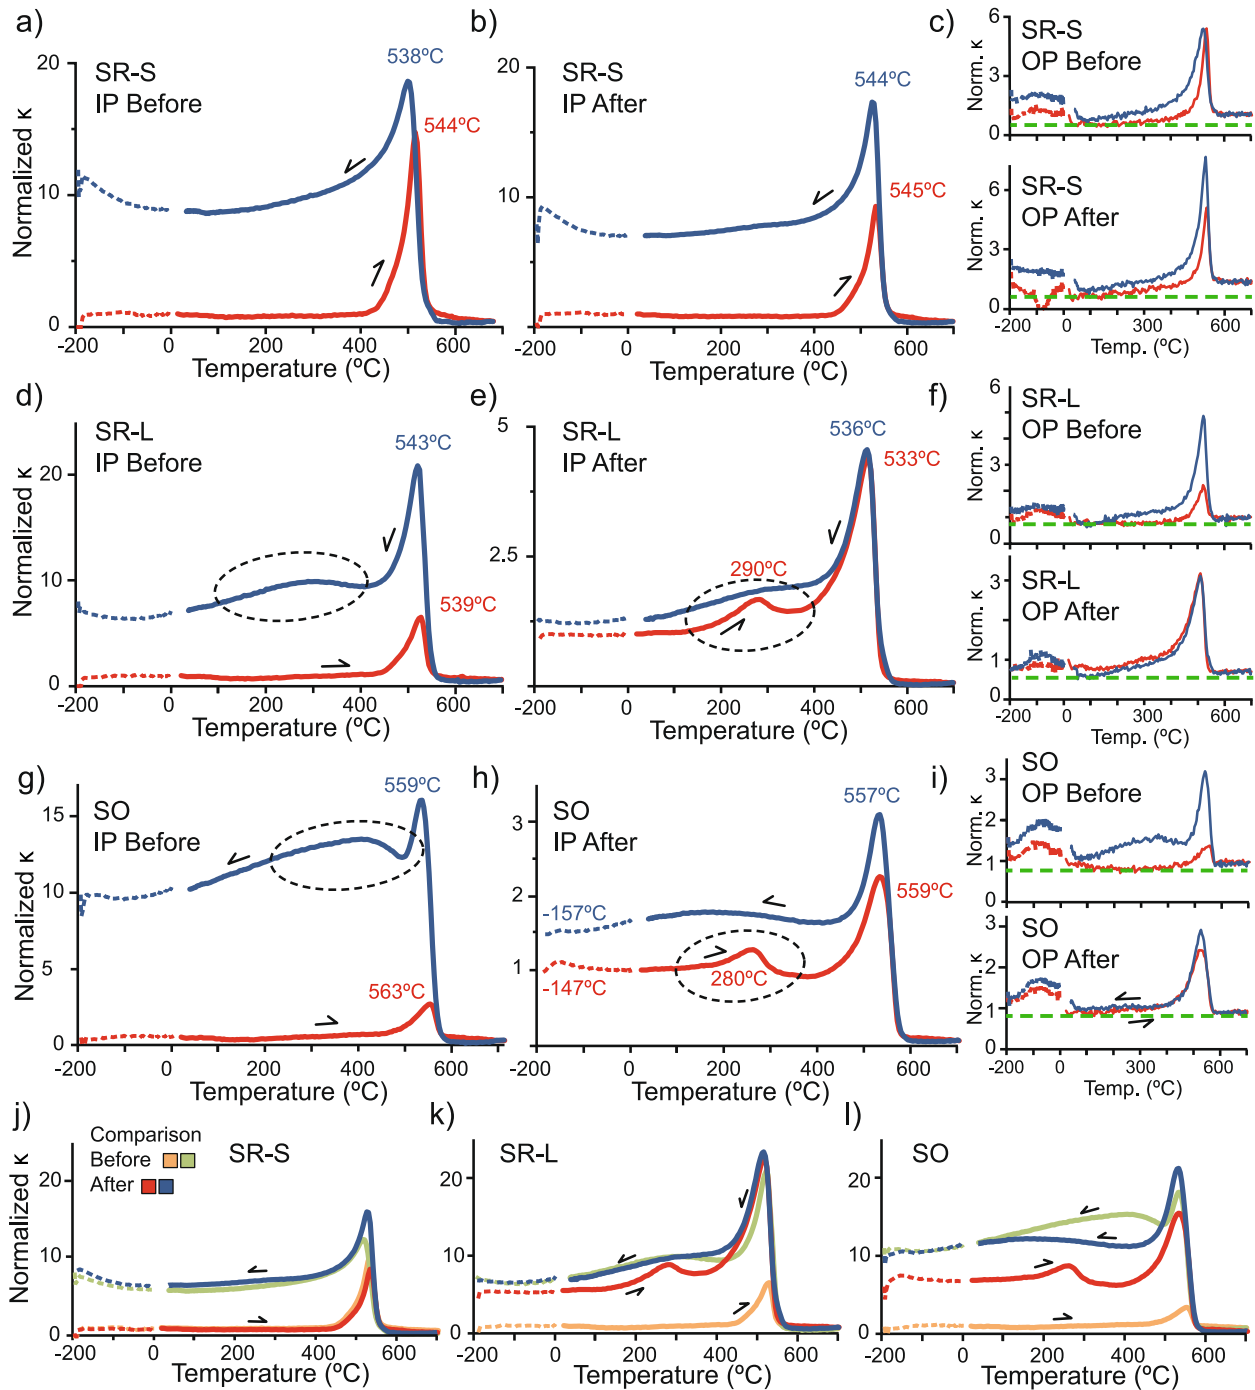 a)
SR-S
IP Before
538ºC
544ºC
Normalized κ
20
10
0
-200
0
200
400
600
Temperature (ºC)
b)
SR-S
IP After
544ºC
545ºC
20
10
0
-200
0
200
400
600
Temperature (ºC)
c)
SR-S
OP Before
Norm. κ
6
3
0
SR-S
OP After
Norm. κ
6
3
0
-200
0
300
600
Temp. (ºC)
d)
SR-L
IP Before
543ºC
539ºC
Normalized κ
20
10
0
-200
0
200
400
600
Temperature (ºC)
e)
SR-L
IP After
536ºC
533ºC
290ºC
5
2.5
0
-200
0
200
400
600
Temperature (ºC)
f)
SR-L
OP Before
Norm. κ
6
3
0
SR-L
OP After
Norm. κ
3
1
0
-200
0
300
600
Temp. (ºC)
g)
SO
IP Before
559ºC
563ºC
Normalized κ
15
10
5
0
-200
0
200
400
600
Temperature (ºC)
h)
SO
IP After
557ºC
559ºC
-157ºC
-147ºC
280ºC
3
2
1
0
-200
0
200
400
600
Temperature (ºC)
i)
SO
OP Before
Norm. κ
3
2
1
0
SO
OP After
Norm. κ
3
2
1
0
-200
0
300
600
Temp. (ºC)
j)
Comparison
Before
After
SR-S
Normalized κ
20
10
0
-200
0
200
400
600
Temperature (ºC)
k)
SR-L
20
10
0
-200
0
200
400
600
Temperature (ºC)
l)
SO
20
10
0
-200
0
200
400
600
Temperature (ºC)